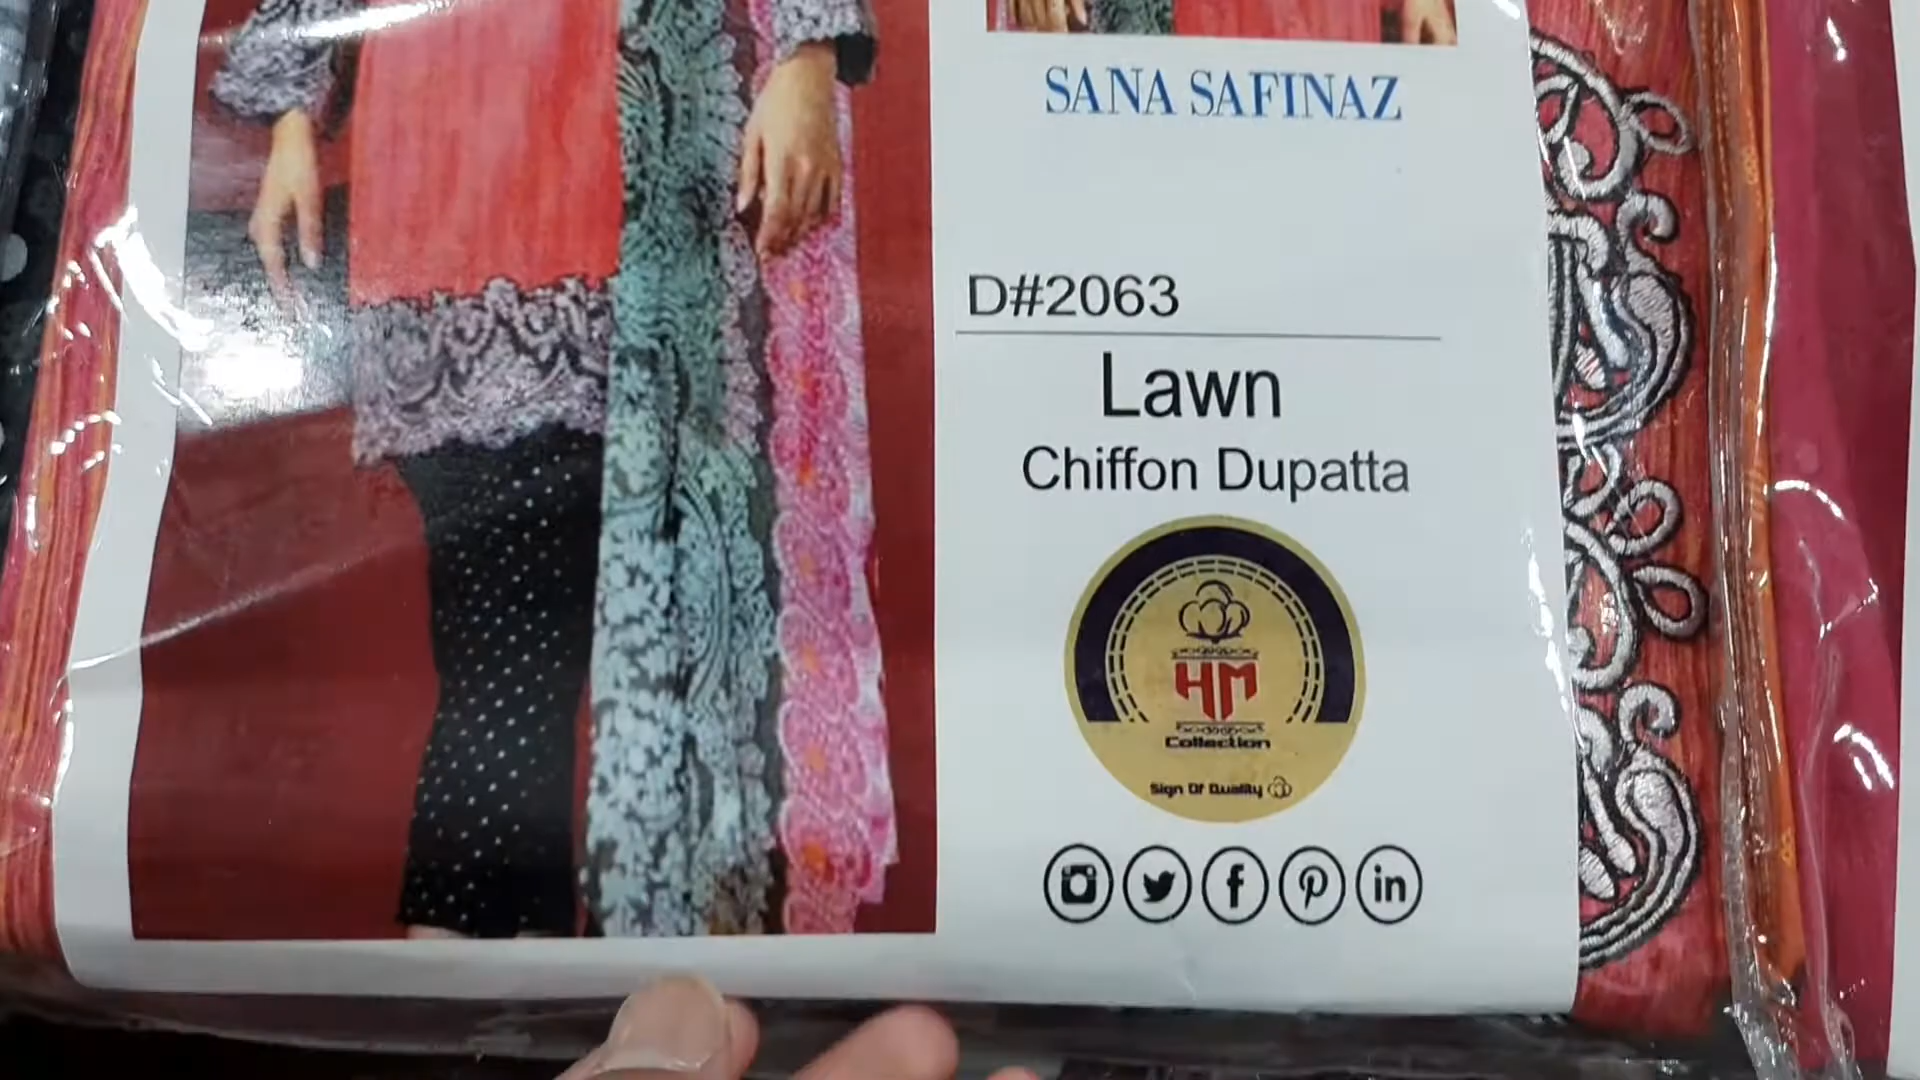 SANA SAFINAZ
D#2063
Lawn
Chiffon Dupatta
HM
Collection
Sign Of Quality